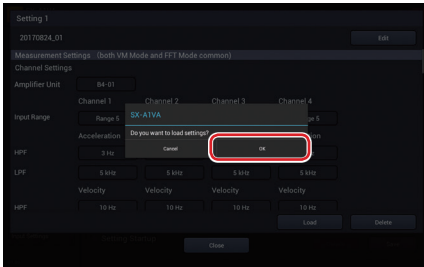 Setting 1
20170824_01
Edit
Measurement Settings （both VM Mode and FFT Mode common）
Channel Settings
Amplifier Unit 04-01
Channel 1 Channel 2 Channel 3 Channel 4
SX-A1VA
Input Range Range 5
Do you want to load settings?
Acceleration
Cancel OK
HPF 3 Hz
LPF 5 kHz 5 kHz 5 kHz 5 kHz
Velocity Velocity Velocity Velocity
HPF 10 Hz 10 Hz 10 Hz 10 Hz
Load Delete
Close